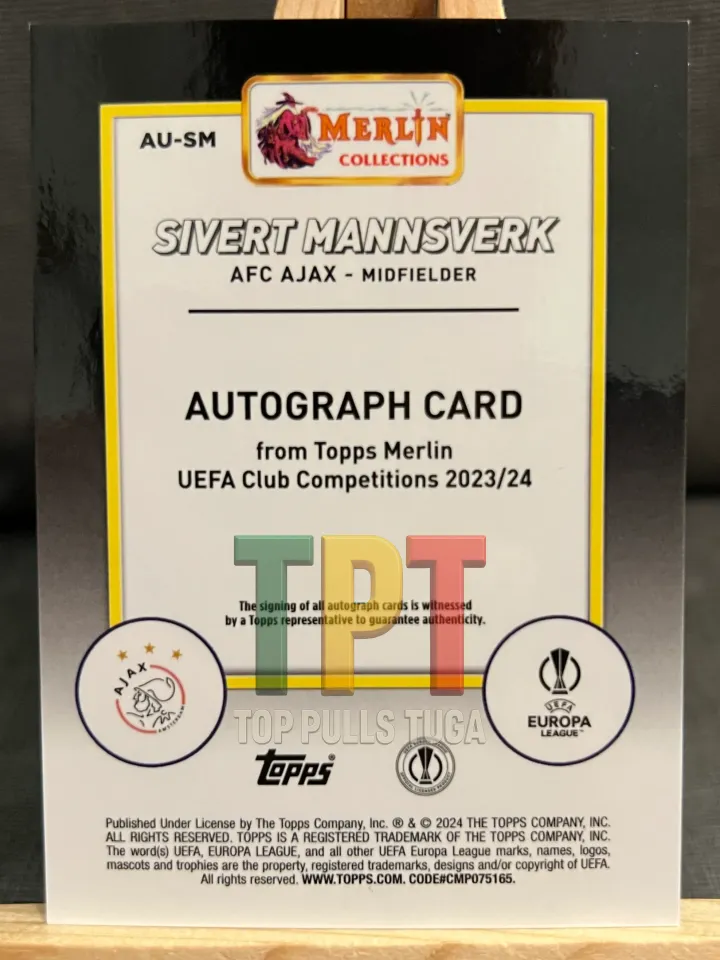 AU-SM
MERLIN
COLLECTIONS
SIVERT MANNSVERK
AFC AJAX - MIDFIELDER
AUTOGRAPH CARD
from Topps Merlin
UEFA Club Competitions 2023/24
The signing of all autograph cards is witnessed
by a Topps representative to guarantee authenticity.
TPT
TOP PULLS TUGA
AJAX
AMSTERDAM
UEFA
EUROPA
LEAGUE™
topps®
Published Under License by The Topps Company, Inc. ® & © 2024 THE TOPPS COMPANY, INC.
ALL RIGHTS RESERVED. TOPPS IS A REGISTERED TRADEMARK OF THE TOPPS COMPANY, INC.
The word(s) UEFA, EUROPA LEAGUE, and all other UEFA Europa League marks, names, logos,
mascots and trophies are the property, registered trademarks, designs and/or copyright of UEFA.
All rights reserved. WWW.TOPPS.COM. CODE#CMP075165.